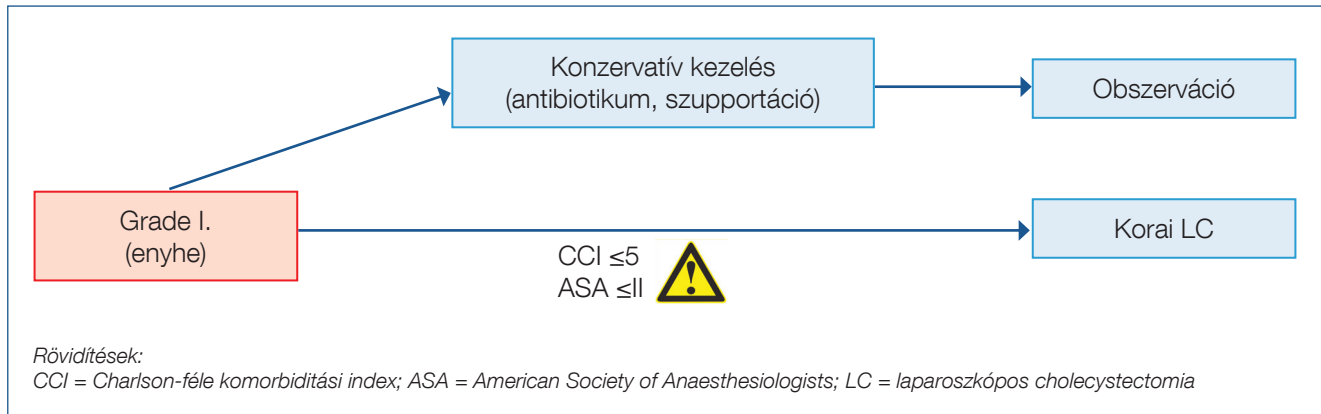 Konzervatív kezelés
(antibiotikum, szupportáció)
Obszerváció
Grade I.
(enyhe)
Korai LC
CCI ≤5
ASA ≤II
Rövidítések:
CCI = Charlson-féle komorbiditási index; ASA = American Society of Anaesthesiologists; LC = laparoszkópos cholecystectomia